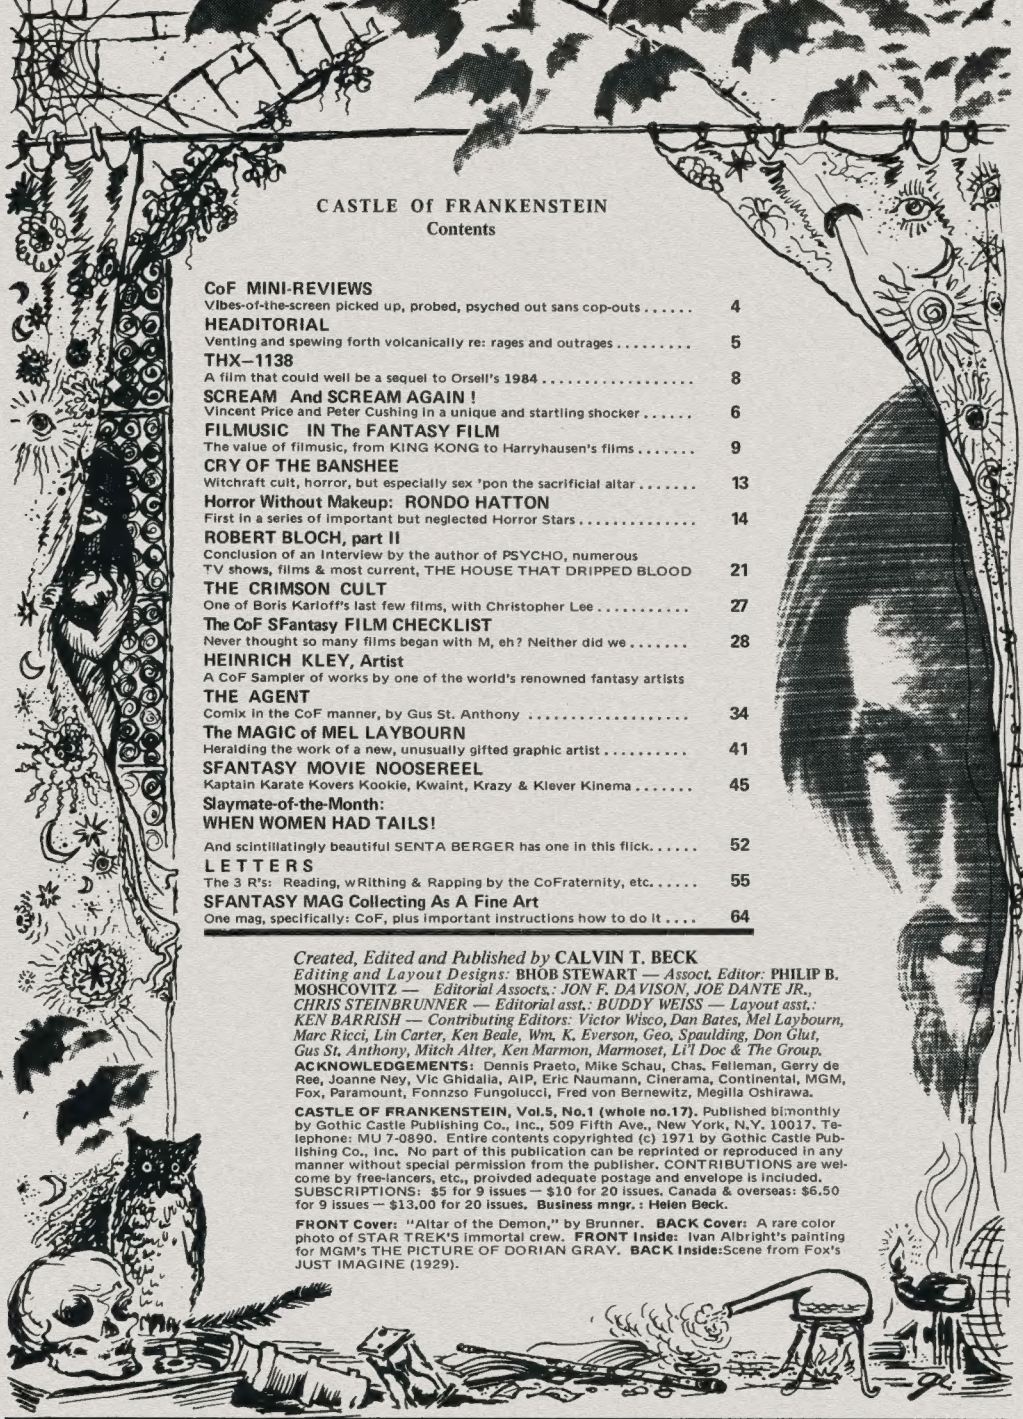 CASTLE Of FRANKENSTEIN
Contents
CoF MINI-REVIEWS
Vibes-of-the-screen picked up, probed, psyched out sans cop-outs ...... 4
HEADITORIAL
Venting and spewing forth volcanically re: rages and outrages ......... 5
THX–1138
A film that could well be a sequel to Orsell's 1984 .................. 8
SCREAM And SCREAM AGAIN !
Vincent Price and Peter Cushing in a unique and startling shocker ...... 6
FILMUSIC IN The FANTASY FILM
The value of filmusic, from KING KONG to Harryhausen's films ....... 9
CRY OF THE BANSHEE
Witchraft cult, horror, but especially sex 'pon the sacrificial altar ....... 13
Horror Without Makeup: RONDO HATTON
First in a series of important but neglected Horror Stars .............. 14
ROBERT BLOCH, part II
Conclusion of an Interview by the author of PSYCHO, numerous
TV shows, films & most current, THE HOUSE THAT DRIPPED BLOOD 21
THE CRIMSON CULT
One of Boris Karloff's last few films, with Christopher Lee ........... 27
The CoF SFantasy FILM CHECKLIST
Never thought so many films began with M, eh? Neither did we ....... 28
HEINRICH KLEY, Artist
A CoF Sampler of works by one of the world's renowned fantasy artists
THE AGENT
Comix in the CoF manner, by Gus St. Anthony ................... 34
The MAGIC of MEL LAYBOURN
Heralding the work of a new, unusually gifted graphic artist .......... 41
SFANTASY MOVIE NOOSEREEL
Kaptain Karate Kovers Kookie, Kwaint, Krazy & Klever Kinema ....... 45
Slaymate-of-the-Month:
WHEN WOMEN HAD TAILS!
And scintillatingly beautiful SENTA BERGER has one in this flick...... 52
LETTERS
The 3 R's: Reading, wRithing & Rapping by the CoFraternity, etc...... 55
SFANTASY MAG Collecting As A Fine Art
One mag, specifically: CoF, plus important instructions how to do it .... 64
Created, Edited and Published by CALVIN T. BECK
Editing and Layout Designs: BHOB STEWART — Assoct. Editor: PHILIP B.
MOSHCOVITZ — Editorial Assocts.: JON F. DAVISON, JOE DANTE JR.,
CHRIS STEINBRUNNER — Editorial asst.: BUDDY WEISS — Layout asst.:
KEN BARRISH — Contributing Editors: Victor Wisco, Dan Bates, Mel Laybourn,
Marc Ricci, Lin Carter, Ken Beale, Wm. K. Everson, Geo. Spaulding, Don Glut,
Gus St. Anthony, Mitch Alter, Ken Marmon, Marmoset, Li'l Doc & The Group.
ACKNOWLEDGEMENTS: Dennis Praeto, Mike Schau, Chas. Felleman, Gerry de
Ree, Joanne Ney, Vic Ghidalia, AIP, Eric Naumann, Cinerama, Continental, MGM,
Fox, Paramount, Fonnzso Fungolucci, Fred von Bernewitz, Megilla Oshirawa.
CASTLE OF FRANKENSTEIN, Vol.5, No.1 (whole no.17). Published bimonthly
by Gothic Castle Publishing Co., Inc., 509 Fifth Ave., New York, N.Y. 10017. Te-
lephone: MU 7-0890. Entire contents copyrighted (c) 1971 by Gothic Castle Pub-
lishing Co., Inc. No part of this publication can be reprinted or reproduced in any
manner without special permission from the publisher. CONTRIBUTIONS are wel-
come by free-lancers, etc., proivded adequate postage and envelope is included.
SUBSCRIPTIONS: $5 for 9 issues — $10 for 20 issues. Canada & overseas: $6.50
for 9 issues — $13.00 for 20 issues. Business mngr. : Helen Beck.
FRONT Cover: "Altar of the Demon," by Brunner. BACK Cover: A rare color
photo of STAR TREK'S immortal crew. FRONT Inside: Ivan Albright's painting
for MGM's THE PICTURE OF DORIAN GRAY. BACK Inside:Scene from Fox's
JUST IMAGINE (1929).